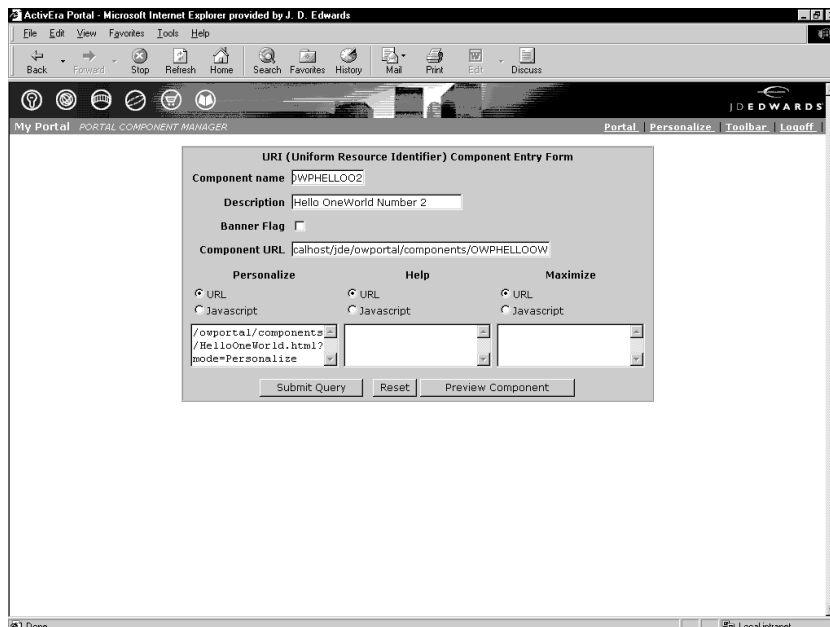 ActivEra Portal - Microsoft Internet Explorer provided by J. D. Edwards
File Edit View Favorites Tools Help
Back Forward Stop Refresh Home Search Favorites History Mail Print Edit Discuss
JDEDWARDS
My Portal PORTAL COMPONENT MANAGER Portal | Personalize | Toolbar | Logoff |
URI (Uniform Resource Identifier) Component Entry Form
Component name OWPHELLOO2
Description Hello OneWorld Number 2
Banner Flag
Component URL calhost/jde/owportal/components/OWPHELLOOW
Personalize Help Maximize
URL URL URL
Javascript Javascript Javascript
/owportal/components
/HelloOneWorld.html?
mode=Personalize
Submit Query Reset Preview Component
Done Local intranet